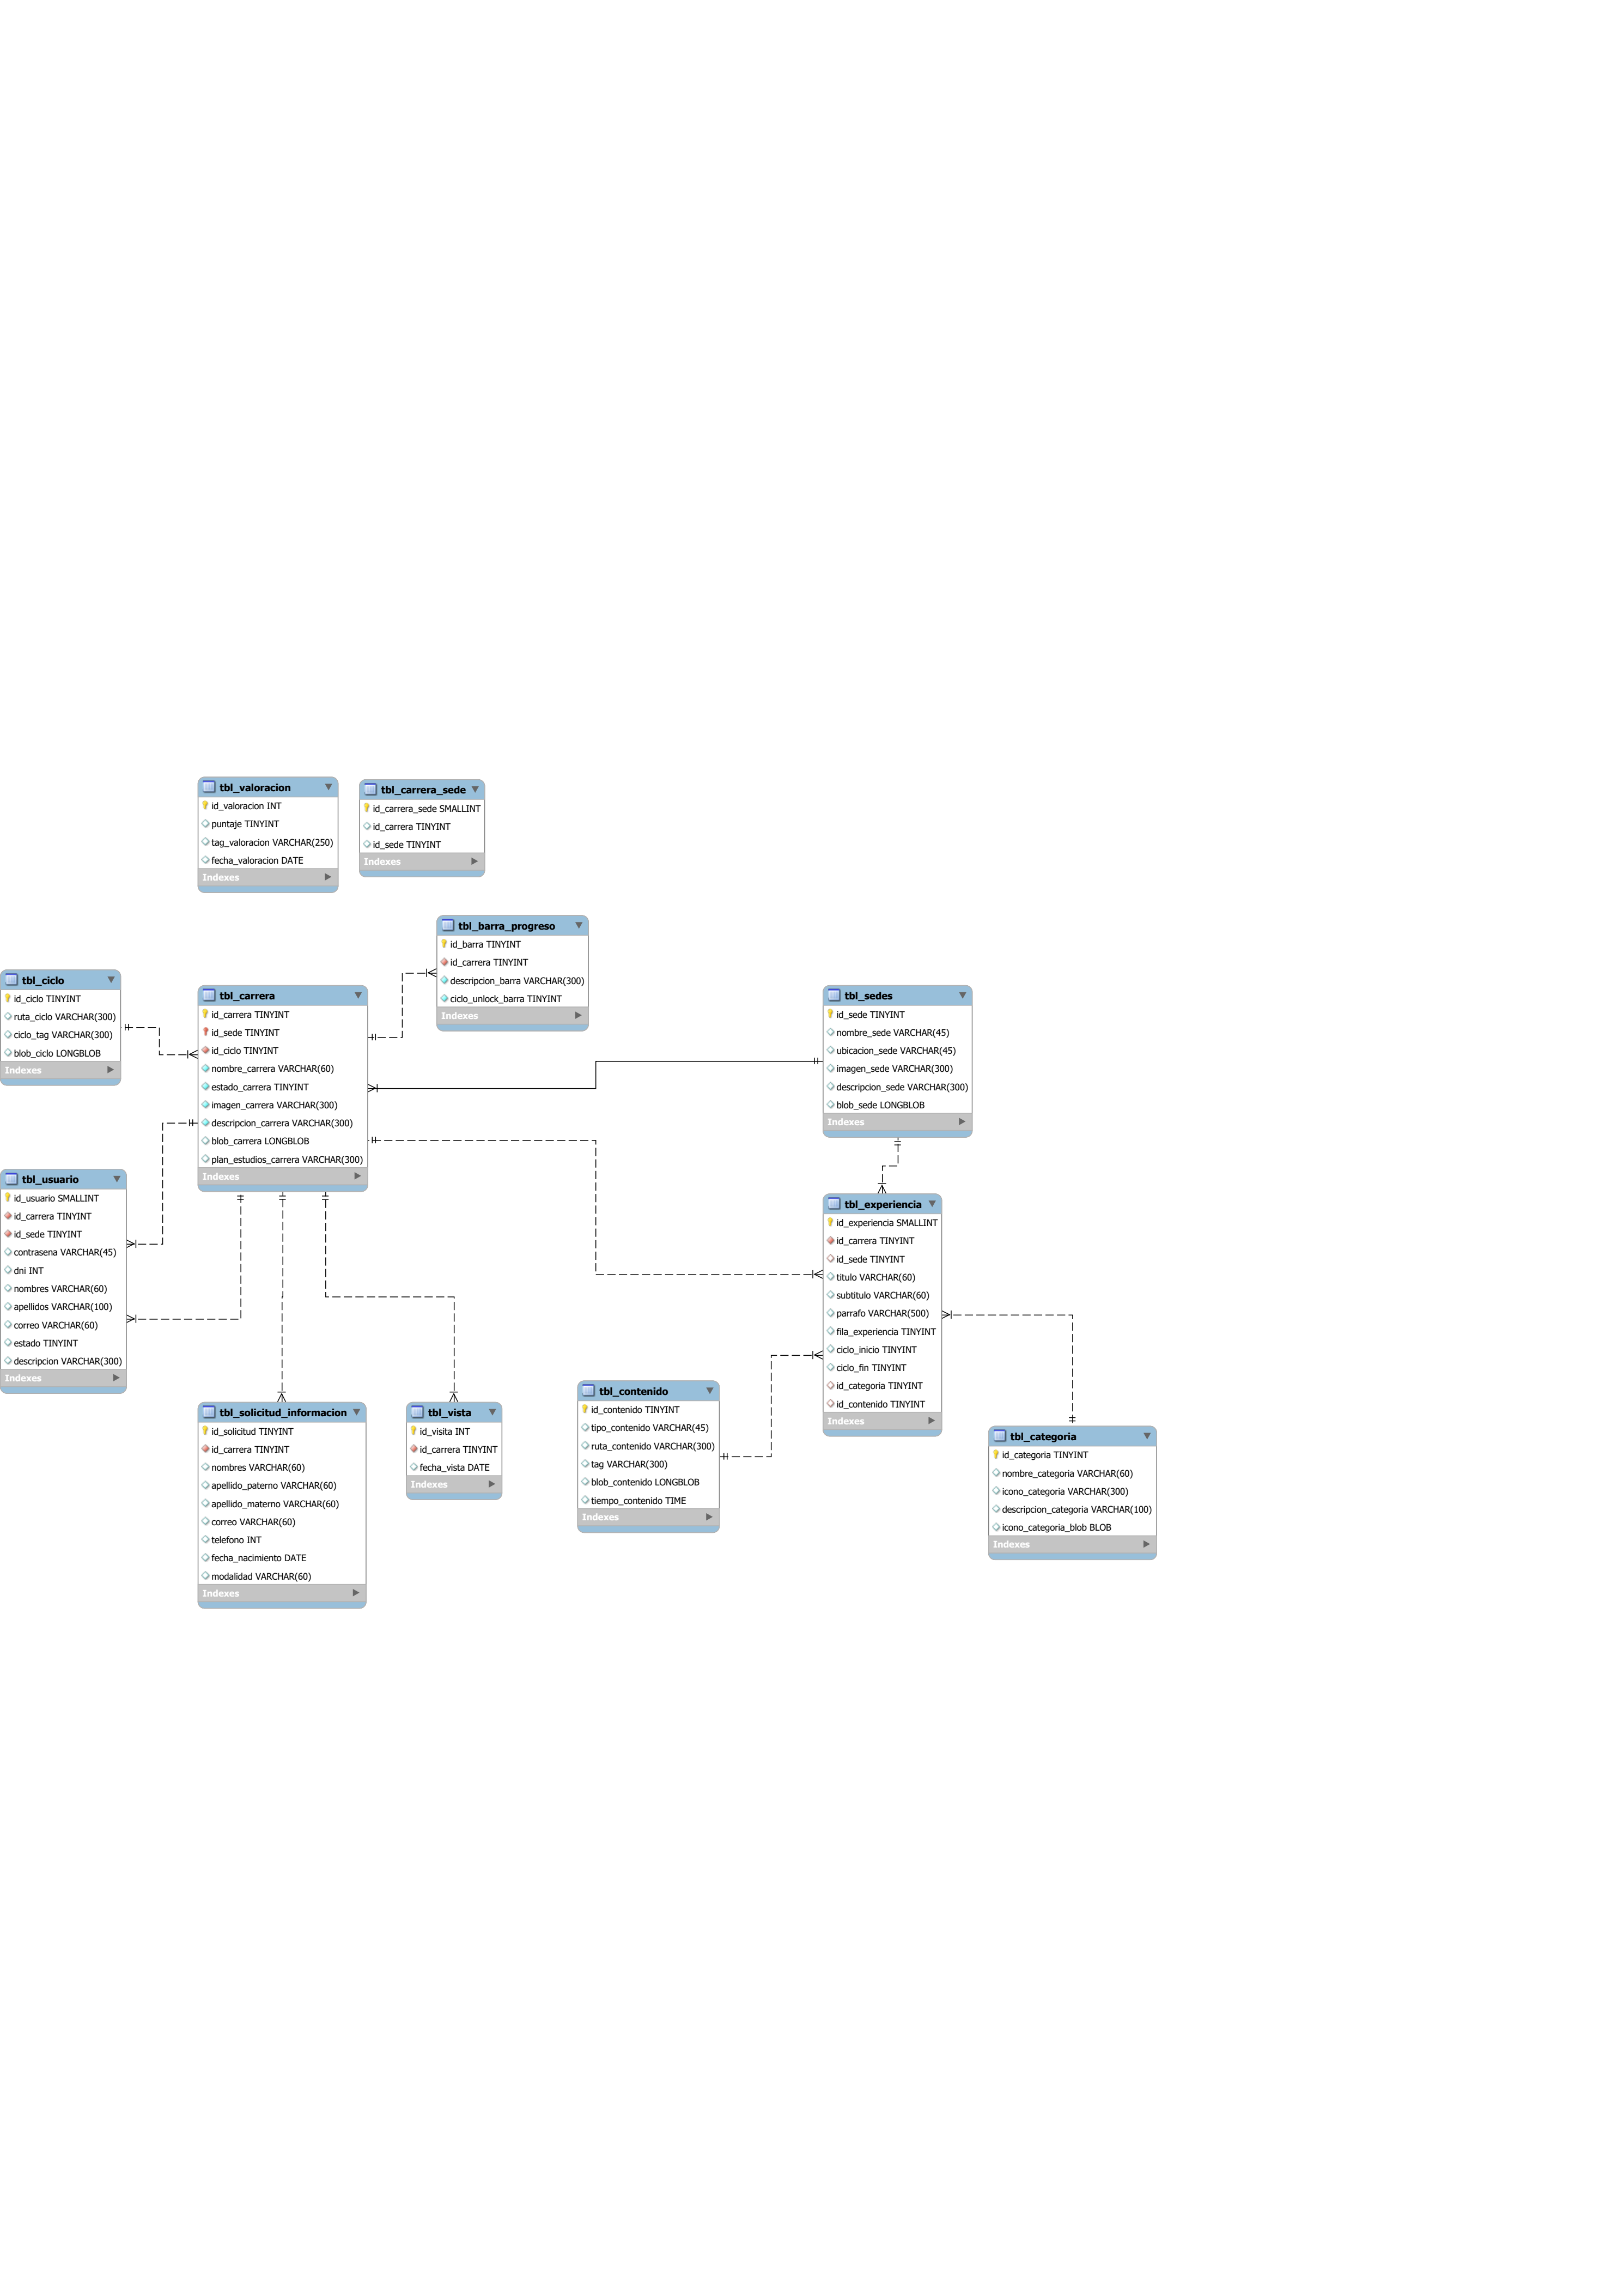 tbl_valoracion
id_valoracion INT
puntaje TINYINT
tag_valoracion VARCHAR(250)
fecha_valoracion DATE
Indexes
tbl_carrera_sede
id_carrera_sede SMALLINT
id_carrera TINYINT
id_sede TINYINT
Indexes
tbl_barra_progreso
id_barra TINYINT
id_carrera TINYINT
descripcion_barra VARCHAR(300)
ciclo_unlock_barra TINYINT
Indexes
tbl_ciclo
id_ciclo TINYINT
ruta_ciclo VARCHAR(300)
ciclo_tag VARCHAR(300)
blob_ciclo LONGBLOB
Indexes
tbl_carrera
id_carrera TINYINT
id_sede TINYINT
id_ciclo TINYINT
nombre_carrera VARCHAR(60)
estado_carrera TINYINT
imagen_carrera VARCHAR(300)
descripcion_carrera VARCHAR(300)
blob_carrera LONGBLOB
plan_estudios_carrera VARCHAR(300)
Indexes
tbl_sedes
id_sede TINYINT
nombre_sede VARCHAR(45)
ubicacion_sede VARCHAR(45)
imagen_sede VARCHAR(300)
descripcion_sede VARCHAR(300)
blob_sede LONGBLOB
Indexes
tbl_usuario
id_usuario SMALLINT
id_carrera TINYINT
id_sede TINYINT
contrasena VARCHAR(45)
dni INT
nombres VARCHAR(60)
apellidos VARCHAR(100)
correo VARCHAR(60)
estado TINYINT
descripcion VARCHAR(300)
Indexes
tbl_experiencia
id_experiencia SMALLINT
id_carrera TINYINT
id_sede TINYINT
titulo VARCHAR(60)
subtitulo VARCHAR(60)
parrafo VARCHAR(500)
fila_experiencia TINYINT
ciclo_inicio TINYINT
ciclo_fin TINYINT
id_categoria TINYINT
id_contenido TINYINT
Indexes
tbl_solicitud_informacion
id_solicitud TINYINT
id_carrera TINYINT
nombres VARCHAR(60)
apellido_paterno VARCHAR(60)
apellido_materno VARCHAR(60)
correo VARCHAR(60)
telefono INT
fecha_nacimiento DATE
modalidad VARCHAR(60)
Indexes
tbl_vista
id_visita INT
id_carrera TINYINT
fecha_vista DATE
Indexes
tbl_contenido
id_contenido TINYINT
tipo_contenido VARCHAR(45)
ruta_contenido VARCHAR(300)
tag VARCHAR(300)
blob_contenido LONGBLOB
tiempo_contenido TIME
Indexes
tbl_categoria
id_categoria TINYINT
nombre_categoria VARCHAR(60)
icono_categoria VARCHAR(300)
descripcion_categoria VARCHAR(100)
icono_categoria_blob BLOB
Indexes